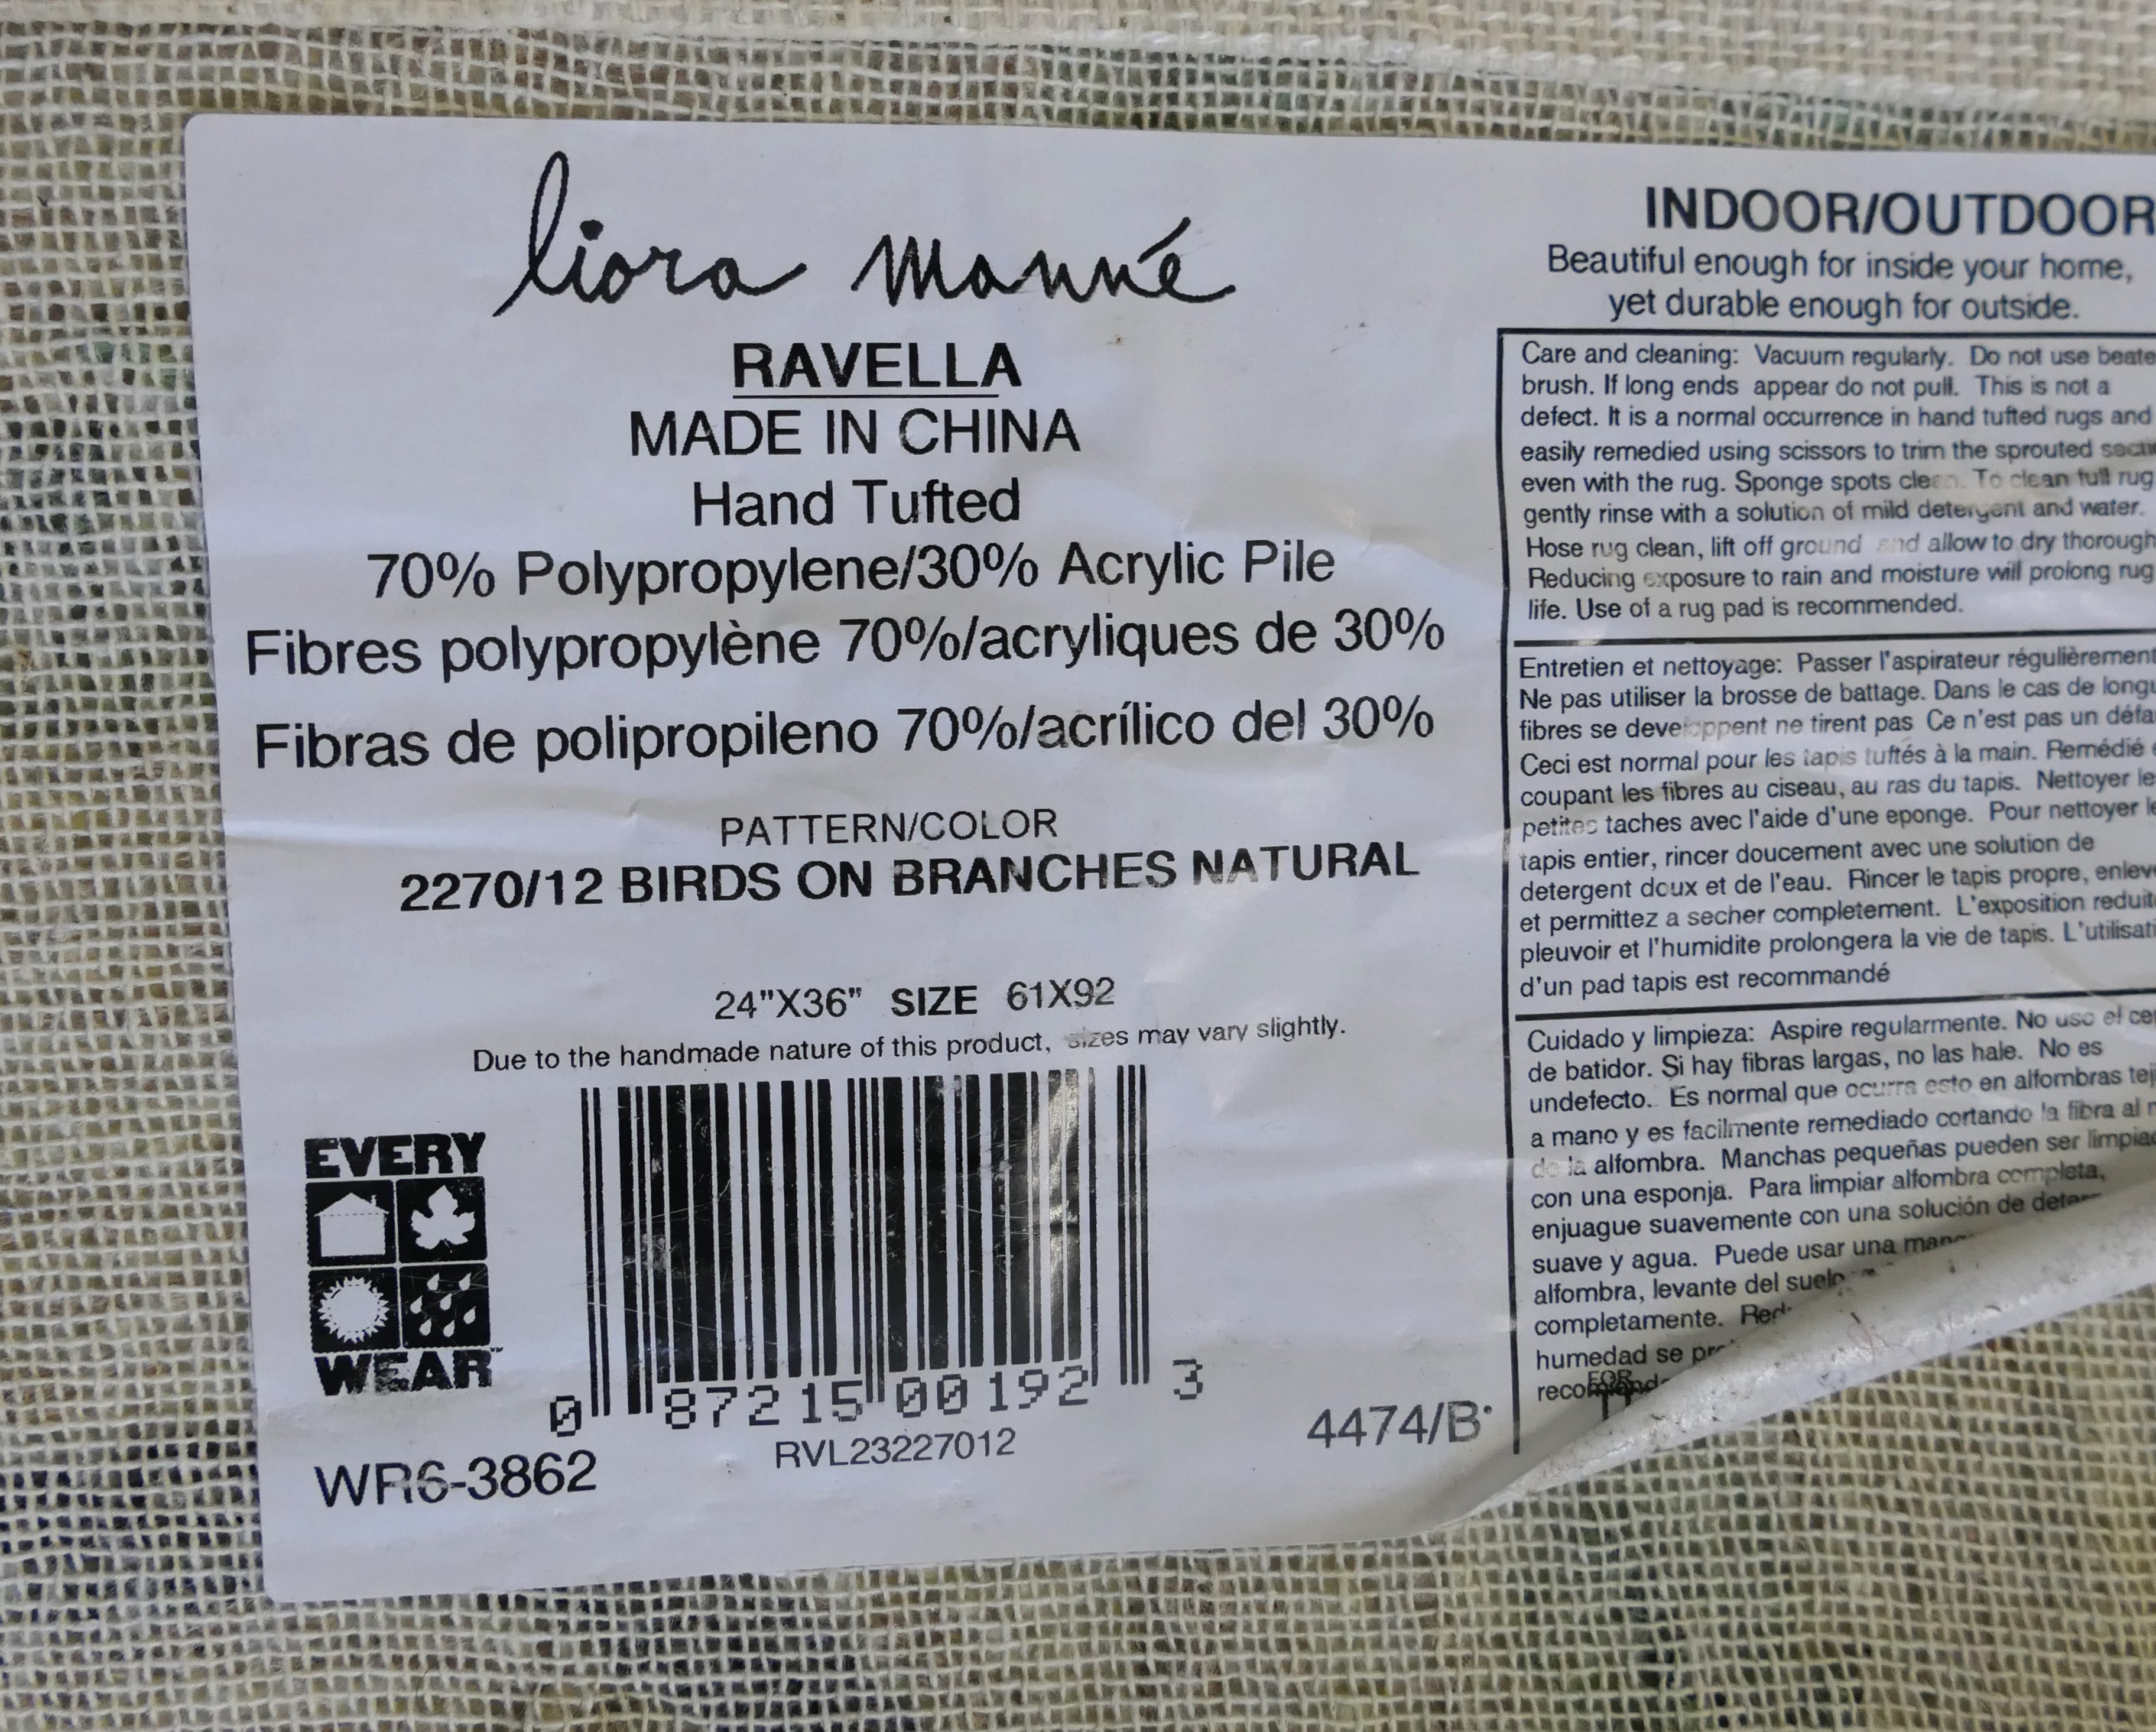 liora manné
RAVELLA
MADE IN CHINA
Hand Tufted
70% Polypropylene/30% Acrylic Pile
Fibres polypropylène 70%/acryliques de 30%
Fibras de polipropileno 70%/acrílico del 30%
PATTERN/COLOR
2270/12 BIRDS ON BRANCHES NATURAL
24"X36" SIZE 61X92
Due to the handmade nature of this product, sizes may vary slightly.
EVERY
WEAR™
0 87215 00192 3
RVL23227012
WR6-3862
4474/B
INDOOR/OUTDOOR
Beautiful enough for inside your home,
yet durable enough for outside.
Care and cleaning: Vacuum regularly. Do not use
brush. If long ends appear do not pull. This is not a
defect. It is a normal occurrence in hand tufted rugs and
easily remedied using scissors to trim the sprouted
even with the rug. Sponge spots clean. To clean full rug
gently rinse with a solution of mild detergent and water.
Hose rug clean, lift off ground and allow to dry
Reducing exposure to rain and moisture will prolong rug
life. Use of a rug pad is recommended.
Entretien et nettoyage: Passer l'aspirateur régulièrement
Ne pas utiliser la brosse de battage. Dans le cas de
fibres se developpent ne tirent pas Ce n'est pas un
Ceci est normal pour les tapis tuftés à la main. Remédié
coupant les fibres au ciseau, au ras du tapis. Nettoyer
petites taches avec l'aide d'une eponge. Pour nettoyer
tapis entier, rincer doucement avec une solution de
detergent doux et de l'eau. Rincer le tapis propre,
et permittez a secher completement. L'exposition
pleuvoir et l'humidite prolongera la vie de tapis.
d'un pad tapis est recommandé
Cuidado y limpieza: Aspire regularmente. No use el
de batidor. Si hay fibras largas, no las hale. No es
undefecto. Es normal que ocurra esto en alfombras
a mano y es facilmente remediado cortando la fibra al
de la alfombra. Manchas pequeñas pueden ser
con una esponja. Para limpiar alfombra completa,
enjuague suavemente con una solución de
suave y agua. Puede usar una
alfombra, levante del suelo
completamente.
humedad se
FOR